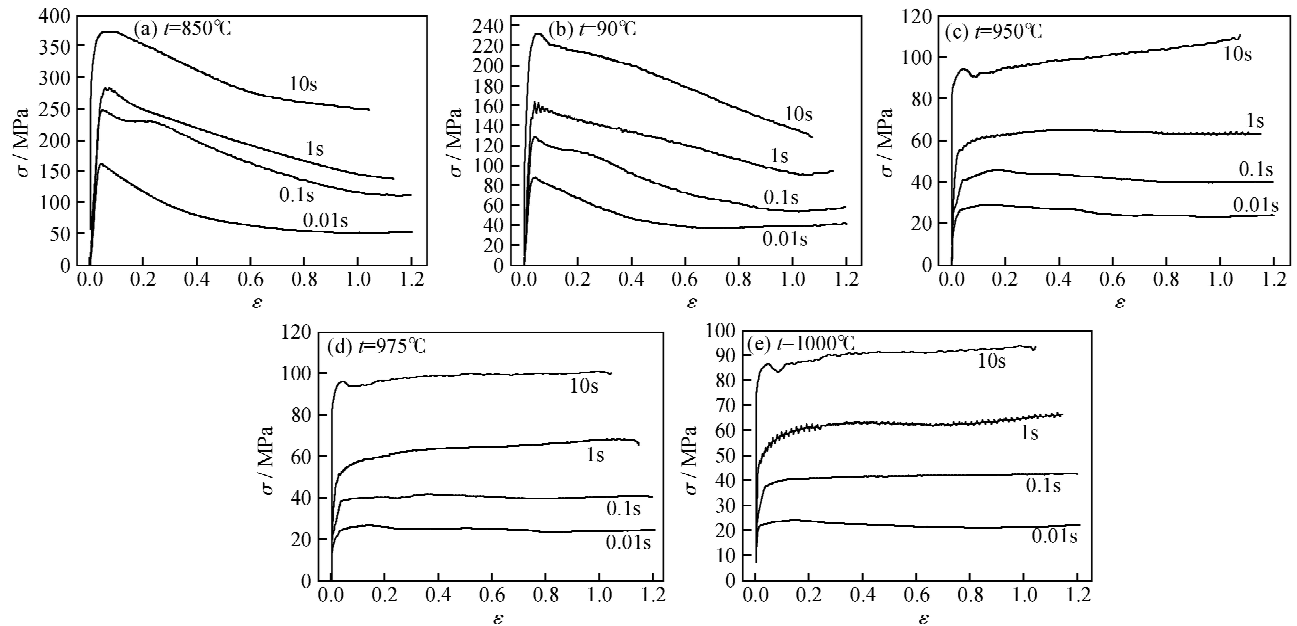 (a) t=850℃
σ / MPa
400
350
300
250
200
150
100
50
0
10s
1s
0.1s
0.01s
0.0 0.2 0.4 0.6 0.8 1.0 1.2
ε
(b) t=90℃
σ / MPa
240
220
200
180
160
140
120
100
80
60
40
20
0
10s
1s
0.1s
0.01s
0.0 0.2 0.4 0.6 0.8 1.0 1.2
ε
(c) t=950℃
σ / MPa
120
100
80
60
40
20
0
10s
1s
0.1s
0.01s
0.0 0.2 0.4 0.6 0.8 1.0 1.2
ε
(d) t=975℃
σ / MPa
120
100
80
60
40
20
0
10s
1s
0.1s
0.01s
0.0 0.2 0.4 0.6 0.8 1.0 1.2
ε
(e) t=1000℃
σ / MPa
100
90
80
70
60
50
40
30
20
10
0
10s
1s
0.1s
0.01s
0.0 0.2 0.4 0.6 0.8 1.0 1.2
ε